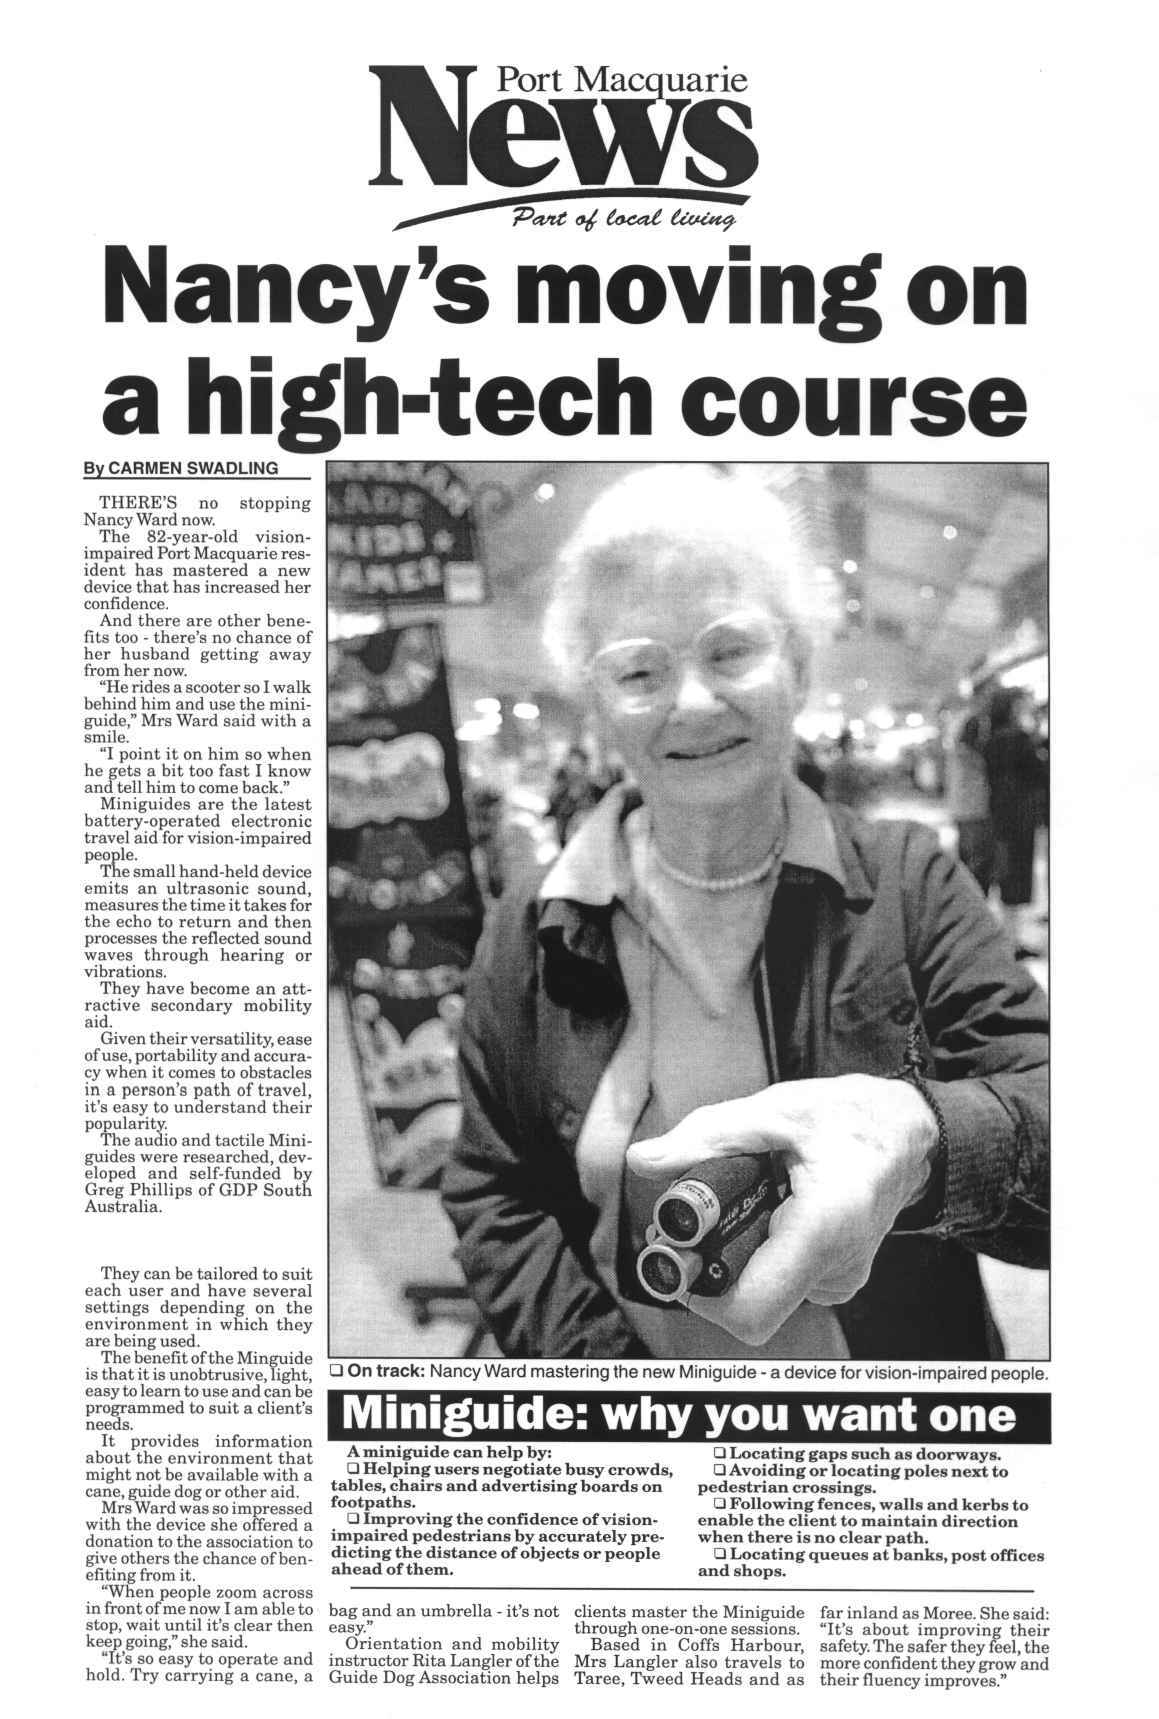 Port Macquarie
News
Part of local living
Nancy's moving on
a high-tech course
By CARMEN SWADLING
THERE'S no stopping
Nancy Ward now.
The 82-year-old vision-
impaired Port Macquarie res-
ident has mastered a new
device that has increased her
confidence.
And there are other bene-
fits too - there's no chance of
her husband getting away
from her now.
"He rides a scooter so I walk
behind him and use the mini-
guide," Mrs Ward said with a
smile.
"I point it on him so when
he gets a bit too fast I know
and tell him to come back."
Miniguides are the latest
battery-operated electronic
travel aid for vision-impaired
people.
The small hand-held device
emits an ultrasonic sound,
measures the time it takes for
the echo to return and then
processes the reflected sound
waves through hearing or
vibrations.
They have become an att-
ractive secondary mobility
aid.
Given their versatility, ease
of use, portability and accura-
cy when it comes to obstacles
in a person's path of travel,
it's easy to understand their
popularity.
The audio and tactile Mini-
guides were researched, dev-
eloped and self-funded by
Greg Phillips of GDP South
Australia.
They can be tailored to suit
each user and have several
settings depending on the
environment in which they
are being used.
The benefit of the Minguide
is that it is unobtrusive, light,
easy to learn to use and can be
programmed to suit a client's
needs.
It provides information
about the environment that
might not be available with a
cane, guide dog or other aid.
Mrs Ward was so impressed
with the device she offered a
donation to the association to
give others the chance of ben-
efiting from it.
"When people zoom across
in front of me now I am able to
stop, wait until it's clear then
keep going," she said.
"It's so easy to operate and
hold. Try carrying a cane, a
❑ On track: Nancy Ward mastering the new Miniguide - a device for vision-impaired people.
Miniguide: why you want one
A miniguide can help by:
❑ Helping users negotiate busy crowds,
tables, chairs and advertising boards on
footpaths.
❑ Improving the confidence of vision-
impaired pedestrians by accurately pre-
dicting the distance of objects or people
ahead of them.
❑ Locating gaps such as doorways.
❑ Avoiding or locating poles next to
pedestrian crossings.
❑ Following fences, walls and kerbs to
enable the client to maintain direction
when there is no clear path.
❑ Locating queues at banks, post offices
and shops.
bag and an umbrella - it's not
easy."
Orientation and mobility
instructor Rita Langler of the
Guide Dog Association helps
clients master the Miniguide
through one-on-one sessions.
Based in Coffs Harbour,
Mrs Langler also travels to
Taree, Tweed Heads and as
far inland as Moree. She said:
"It's about improving their
safety. The safer they feel, the
more confident they grow and
their fluency improves."